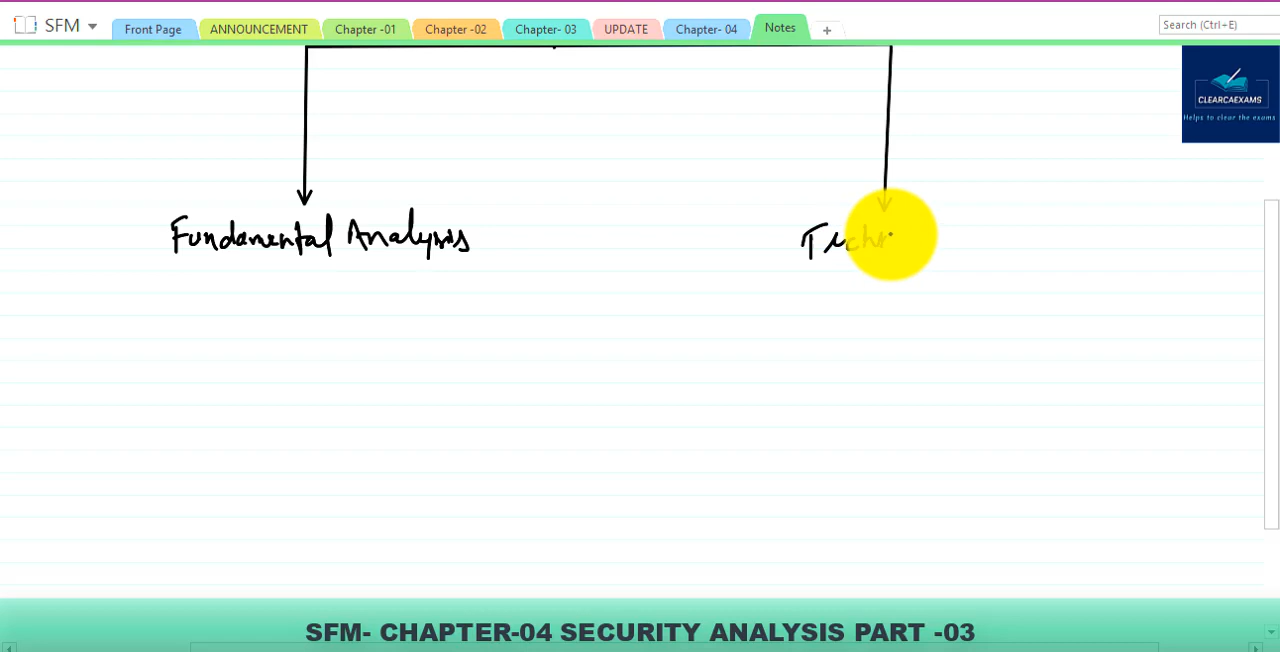 SFM Front Page ANNOUNCEMENT Chapter -01 Chapter -02 Chapter- 03 UPDATE Chapter- 04 Notes + Search (Ctrl+E)
CLEARCAEXAMS
Helps to clear the exams
Fundamental Analysis Techn
SFM- CHAPTER-04 SECURITY ANALYSIS PART -03